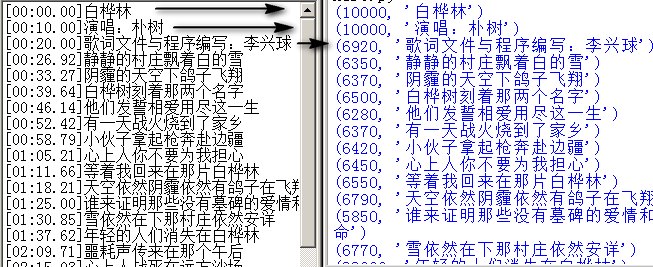 [00:00.00]白桦林
[00:10.00]演唱：朴树
[00:20.00]歌词文件与程序编写：李兴球
[00:26.92]静静的村庄飘着白的雪
[00:33.27]阴霾的天空下鸽子飞翔
[00:39.64]白桦树刻着那两个名字
[00:46.14]他们发誓相爱用尽这一生
[00:52.42]有一天战火烧到了家乡
[00:58.79]小伙子拿起枪奔赴边疆
[01:05.21]心上人你不要为我担心
[01:11.66]等着我回来在那片白桦林
[01:18.21]天空依然阴霾依然有鸽子在飞
[01:25.00]谁来证明那些没有墓碑的爱情和
[01:30.85]雪依然在下那村庄依然安详
[01:37.62]年轻的人们消失在白桦林
[02:09.71]噩耗声传来在那个午后
心上人战死在远方沙场
(10000, '白桦林')
(10000, '演唱：朴树')
(6920, '歌词文件与程序编写：李兴球')
(6350, '静静的村庄飘着白的雪')
(6370, '阴霾的天空下鸽子飞翔')
(6500, '白桦树刻着那两个名字')
(6280, '他们发誓相爱用尽这一生')
(6370, '有一天战火烧到了家乡')
(6420, '小伙子拿起枪奔赴边疆')
(6450, '心上人你不要为我担心')
(6550, '等着我回来在那片白桦林')
(6790, '天空依然阴霾依然有鸽子在飞
(5850, '谁来证明那些没有墓碑的爱情和
命')
(6770, '雪依然在下那村庄依然安详')
'年轻的人们消失在白桦林')